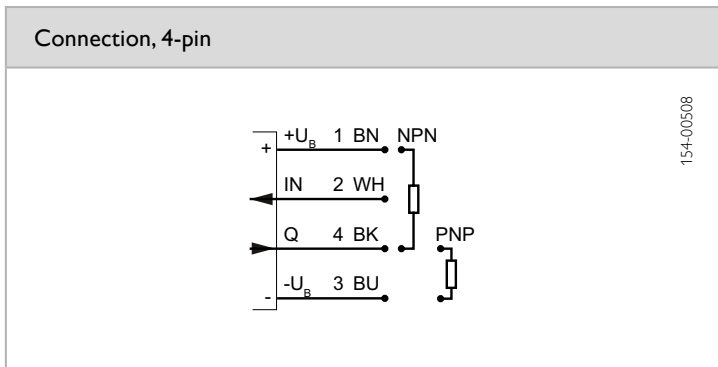 Connection, 4-pin
154-00508
+ +U_B 1 BN NPN
IN 2 WH
Q 4 BK PNP
- -U_B 3 BU